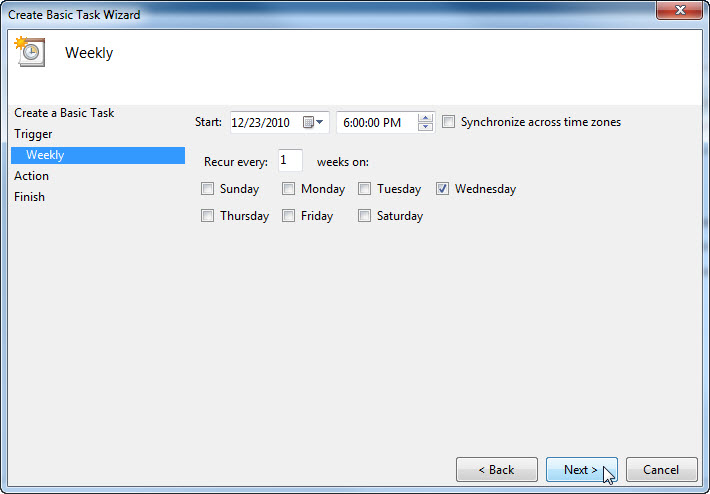 Create Basic Task Wizard
Weekly
Create a Basic Task
Trigger
Weekly
Action
Finish
Start: 12/23/2010 6:00:00 PM Synchronize across time zones
Recur every: 1 weeks on:
Sunday Monday Tuesday Wednesday
Thursday Friday Saturday
< Back Next > Cancel